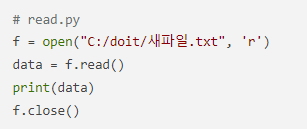 # read.py
f = open("C:/doit/새파일.txt", 'r')
data = f.read()
print(data)
f.close()